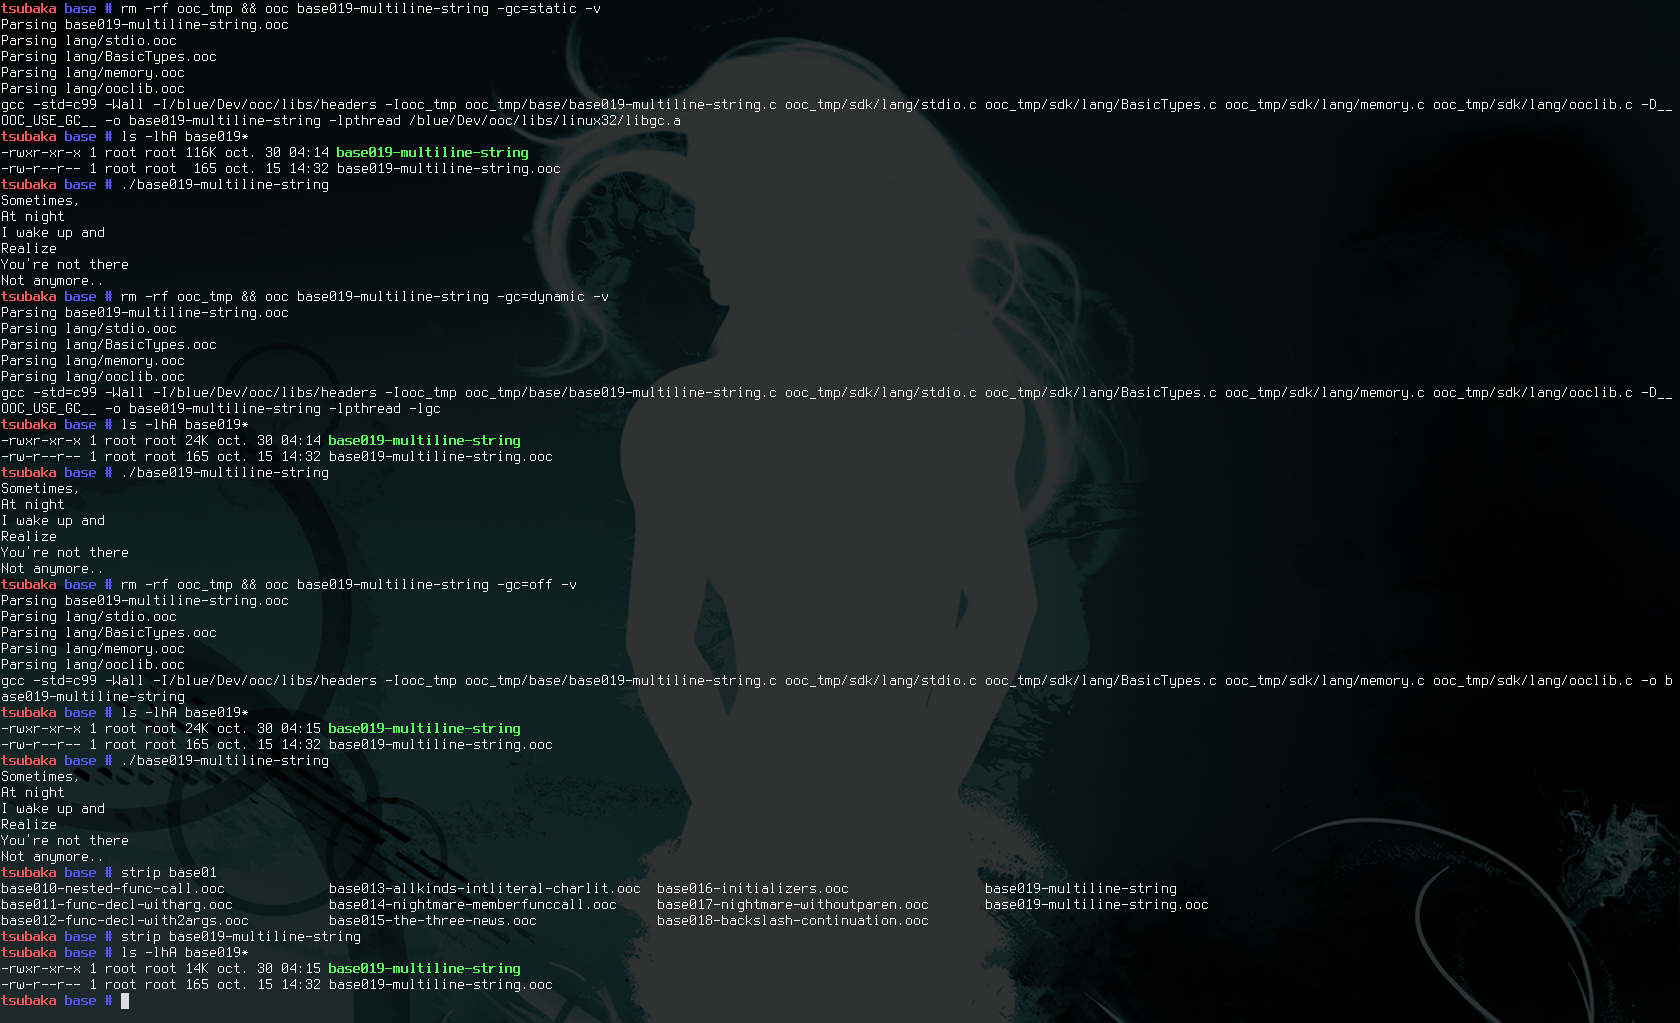 tsubaka base # rm -rf ooc_tmp && ooc base019-multiline-string -gc=static -v
Parsing base019-multiline-string.ooc
Parsing lang/stdio.ooc
Parsing lang/BasicTypes.ooc
Parsing lang/memory.ooc
Parsing lang/ooclib.ooc
gcc -std=c99 -Wall -I/blue/Dev/ooc/libs/headers -Iooc_tmp ooc_tmp/base/base019-multiline-string.c ooc_tmp/sdk/lang/stdio.c ooc_tmp/sdk/lang/BasicTypes.c ooc_tmp/sdk/lang/memory.c ooc_tmp/sdk/lang/ooclib.c -D__
OOC_USE_GC__ -o base019-multiline-string -lpthread /blue/Dev/ooc/libs/linux32/libgc.a
tsubaka base # ls -lhA base019*
-rwxr-xr-x 1 root root 116K oct. 30 04:14 base019-multiline-string
-rw-r--r-- 1 root root  165 oct. 15 14:32 base019-multiline-string.ooc
tsubaka base # ./base019-multiline-string
Sometimes,
At night
I wake up and
Realize
You're not there
Not anymore..
tsubaka base # rm -rf ooc_tmp && ooc base019-multiline-string -gc=dynamic -v
Parsing base019-multiline-string.ooc
Parsing lang/stdio.ooc
Parsing lang/BasicTypes.ooc
Parsing lang/memory.ooc
Parsing lang/ooclib.ooc
gcc -std=c99 -Wall -I/blue/Dev/ooc/libs/headers -Iooc_tmp ooc_tmp/base/base019-multiline-string.c ooc_tmp/sdk/lang/stdio.c ooc_tmp/sdk/lang/BasicTypes.c ooc_tmp/sdk/lang/memory.c ooc_tmp/sdk/lang/ooclib.c -D__
OOC_USE_GC__ -o base019-multiline-string -lpthread -lgc
tsubaka base # ls -lhA base019*
-rwxr-xr-x 1 root root 24K oct. 30 04:14 base019-multiline-string
-rw-r--r-- 1 root root 165 oct. 15 14:32 base019-multiline-string.ooc
tsubaka base # ./base019-multiline-string
Sometimes,
At night
I wake up and
Realize
You're not there
Not anymore..
tsubaka base # rm -rf ooc_tmp && ooc base019-multiline-string -gc=off -v
Parsing base019-multiline-string.ooc
Parsing lang/stdio.ooc
Parsing lang/BasicTypes.ooc
Parsing lang/memory.ooc
Parsing lang/ooclib.ooc
gcc -std=c99 -Wall -I/blue/Dev/ooc/libs/headers -Iooc_tmp ooc_tmp/base/base019-multiline-string.c ooc_tmp/sdk/lang/stdio.c ooc_tmp/sdk/lang/BasicTypes.c ooc_tmp/sdk/lang/memory.c ooc_tmp/sdk/lang/ooclib.c -o b
ase019-multiline-string
tsubaka base # ls -lhA base019*
-rwxr-xr-x 1 root root 24K oct. 30 04:15 base019-multiline-string
-rw-r--r-- 1 root root 165 oct. 15 14:32 base019-multiline-string.ooc
tsubaka base # ./base019-multiline-string
Sometimes,
At night
I wake up and
Realize
You're not there
Not anymore..
tsubaka base # strip base01
base010-nested-func-call.ooc base013-allkinds-intliteral-charlit.ooc base016-initializers.ooc base019-multiline-string
base011-func-decl-witharg.ooc base014-nightmare-memberfunccall.ooc base017-nightmare-withoutparen.ooc base019-multiline-string.ooc
base012-func-decl-with2args.ooc base015-the-three-news.ooc base018-backslash-continuation.ooc
tsubaka base # strip base019-multiline-string
tsubaka base # ls -lhA base019*
-rwxr-xr-x 1 root root 14K oct. 30 04:15 base019-multiline-string
-rw-r--r-- 1 root root 165 oct. 15 14:32 base019-multiline-string.ooc
tsubaka base #